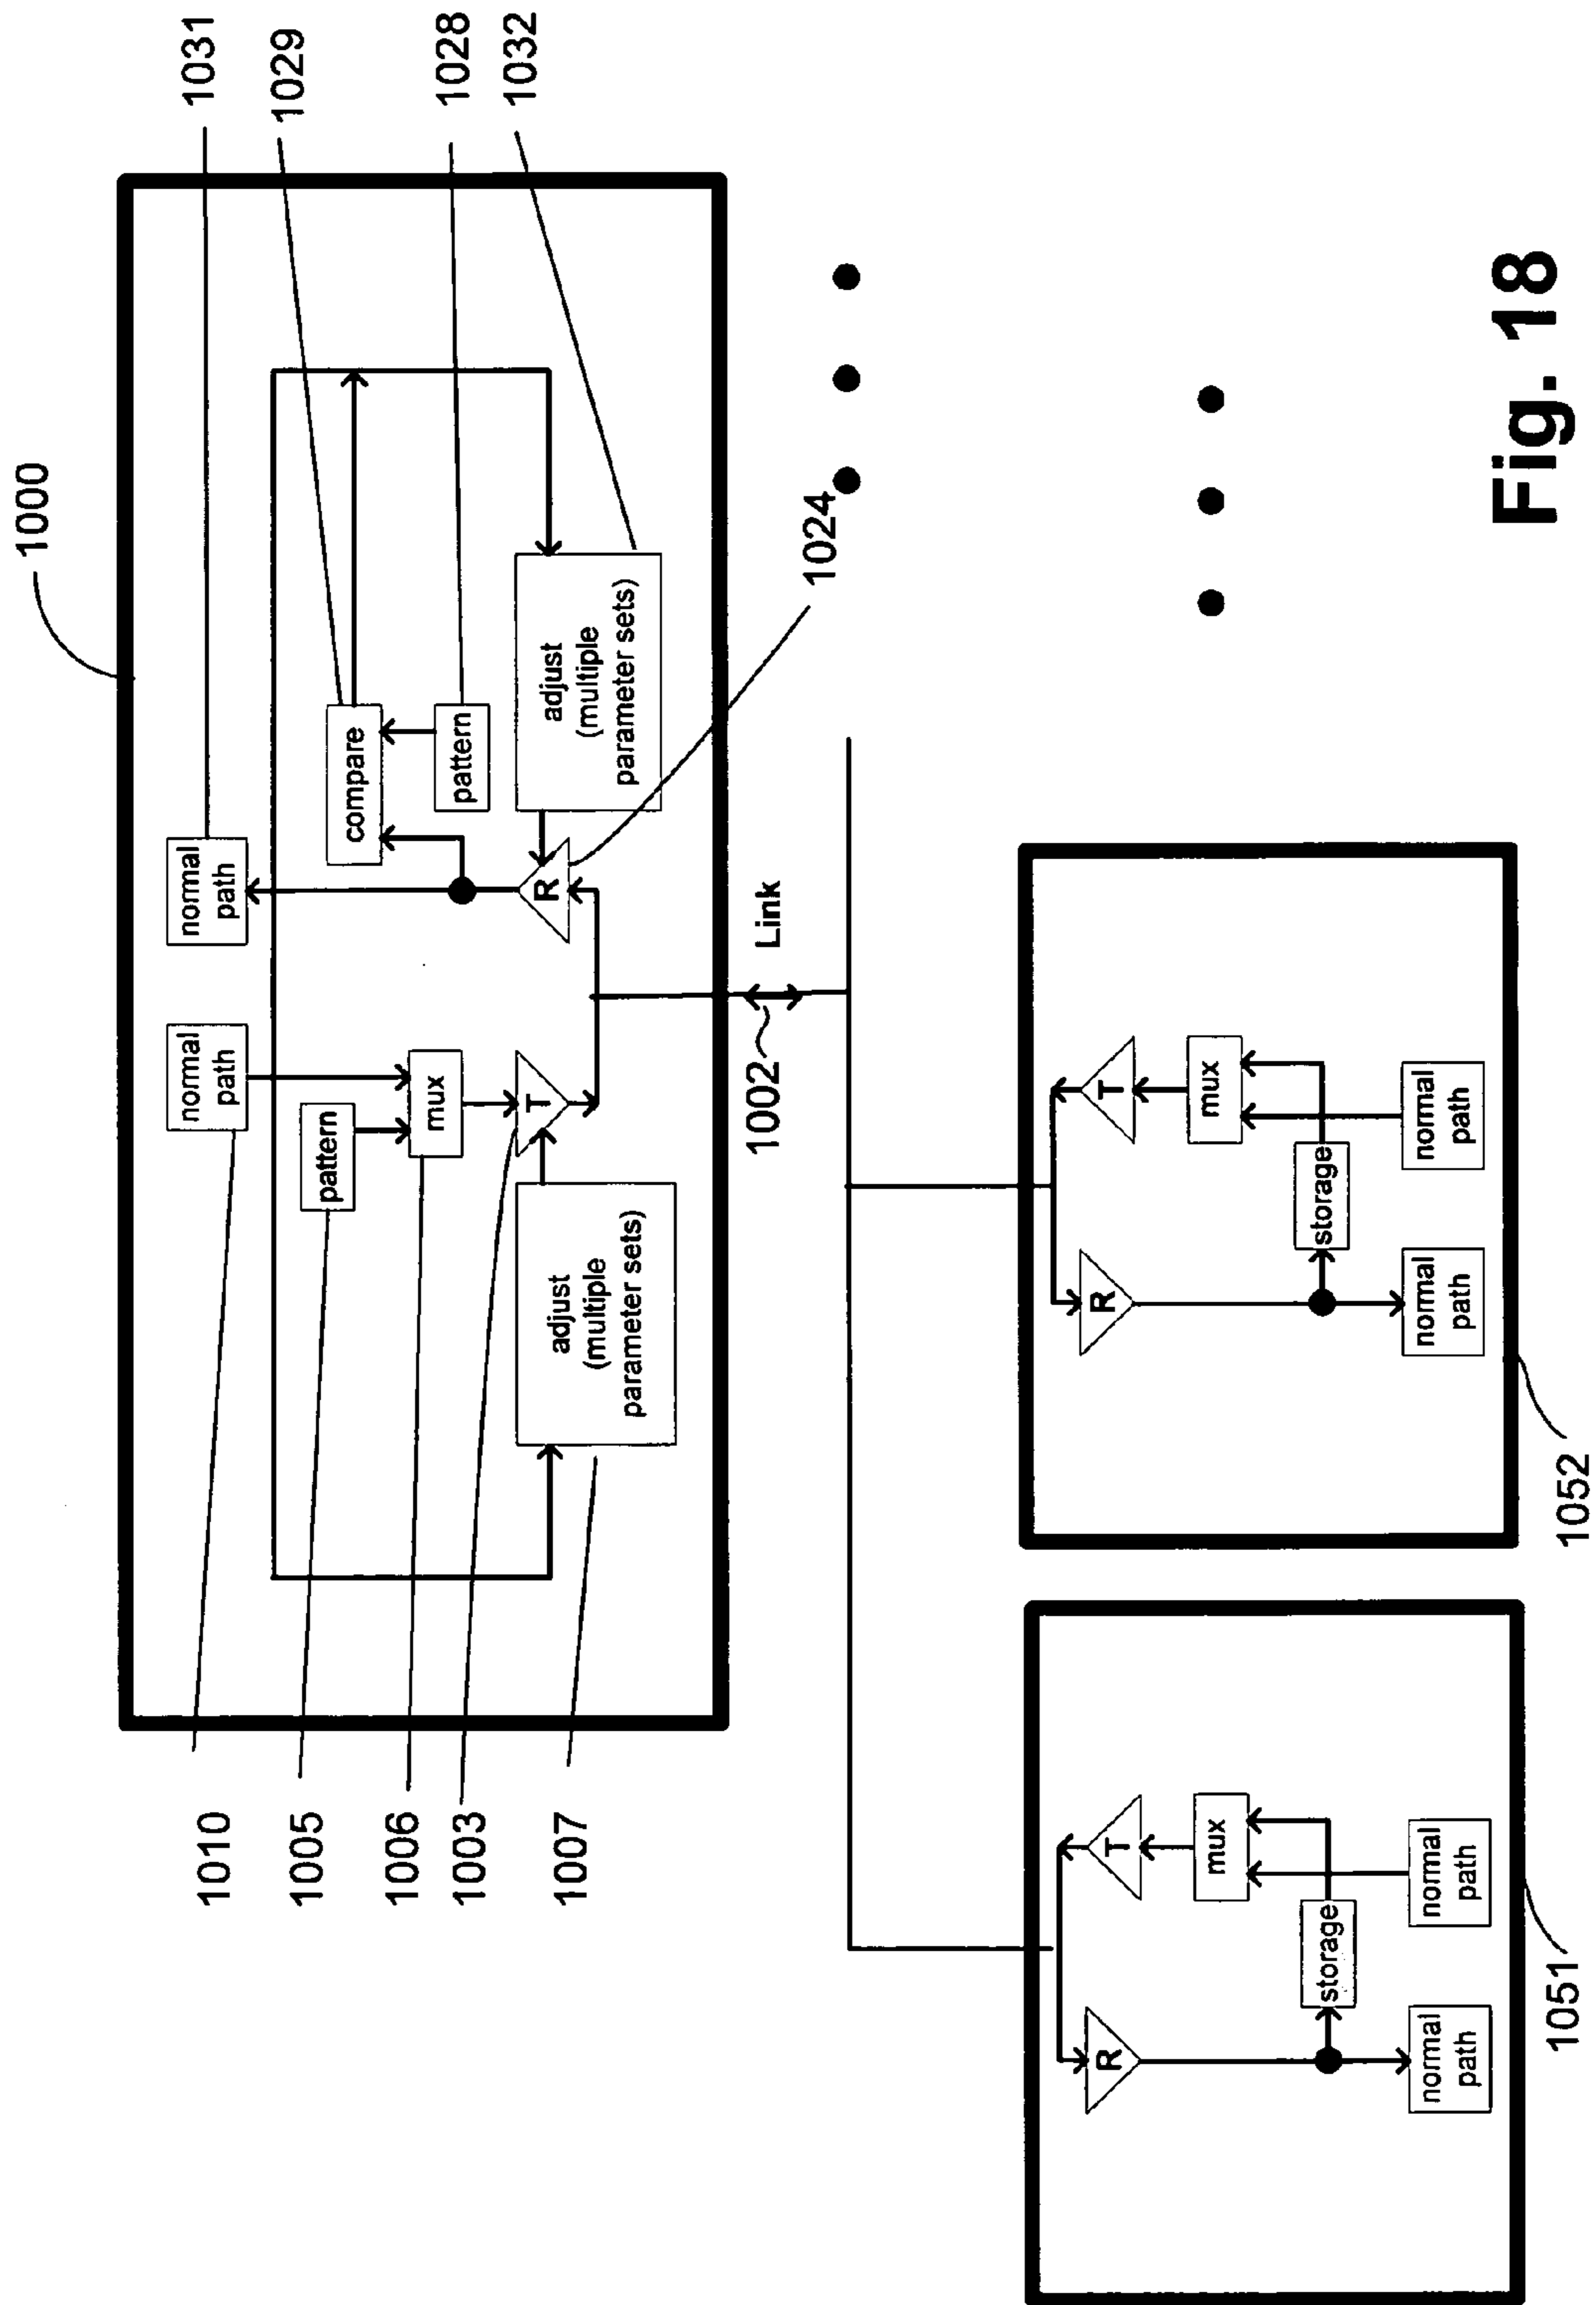 1000
1031
1029
1028
1032
1024
normal
path
normal
path
compare
pattern
adjust
(multiple
parameter sets)
R
pattern
mux
T
adjust
(multiple
parameter sets)
1010
1005
1006
1003
1007
1002
Link
R
T
mux
storage
normal
path
normal
path
1051
R
T
mux
storage
normal
path
normal
path
1052
Fig. 18